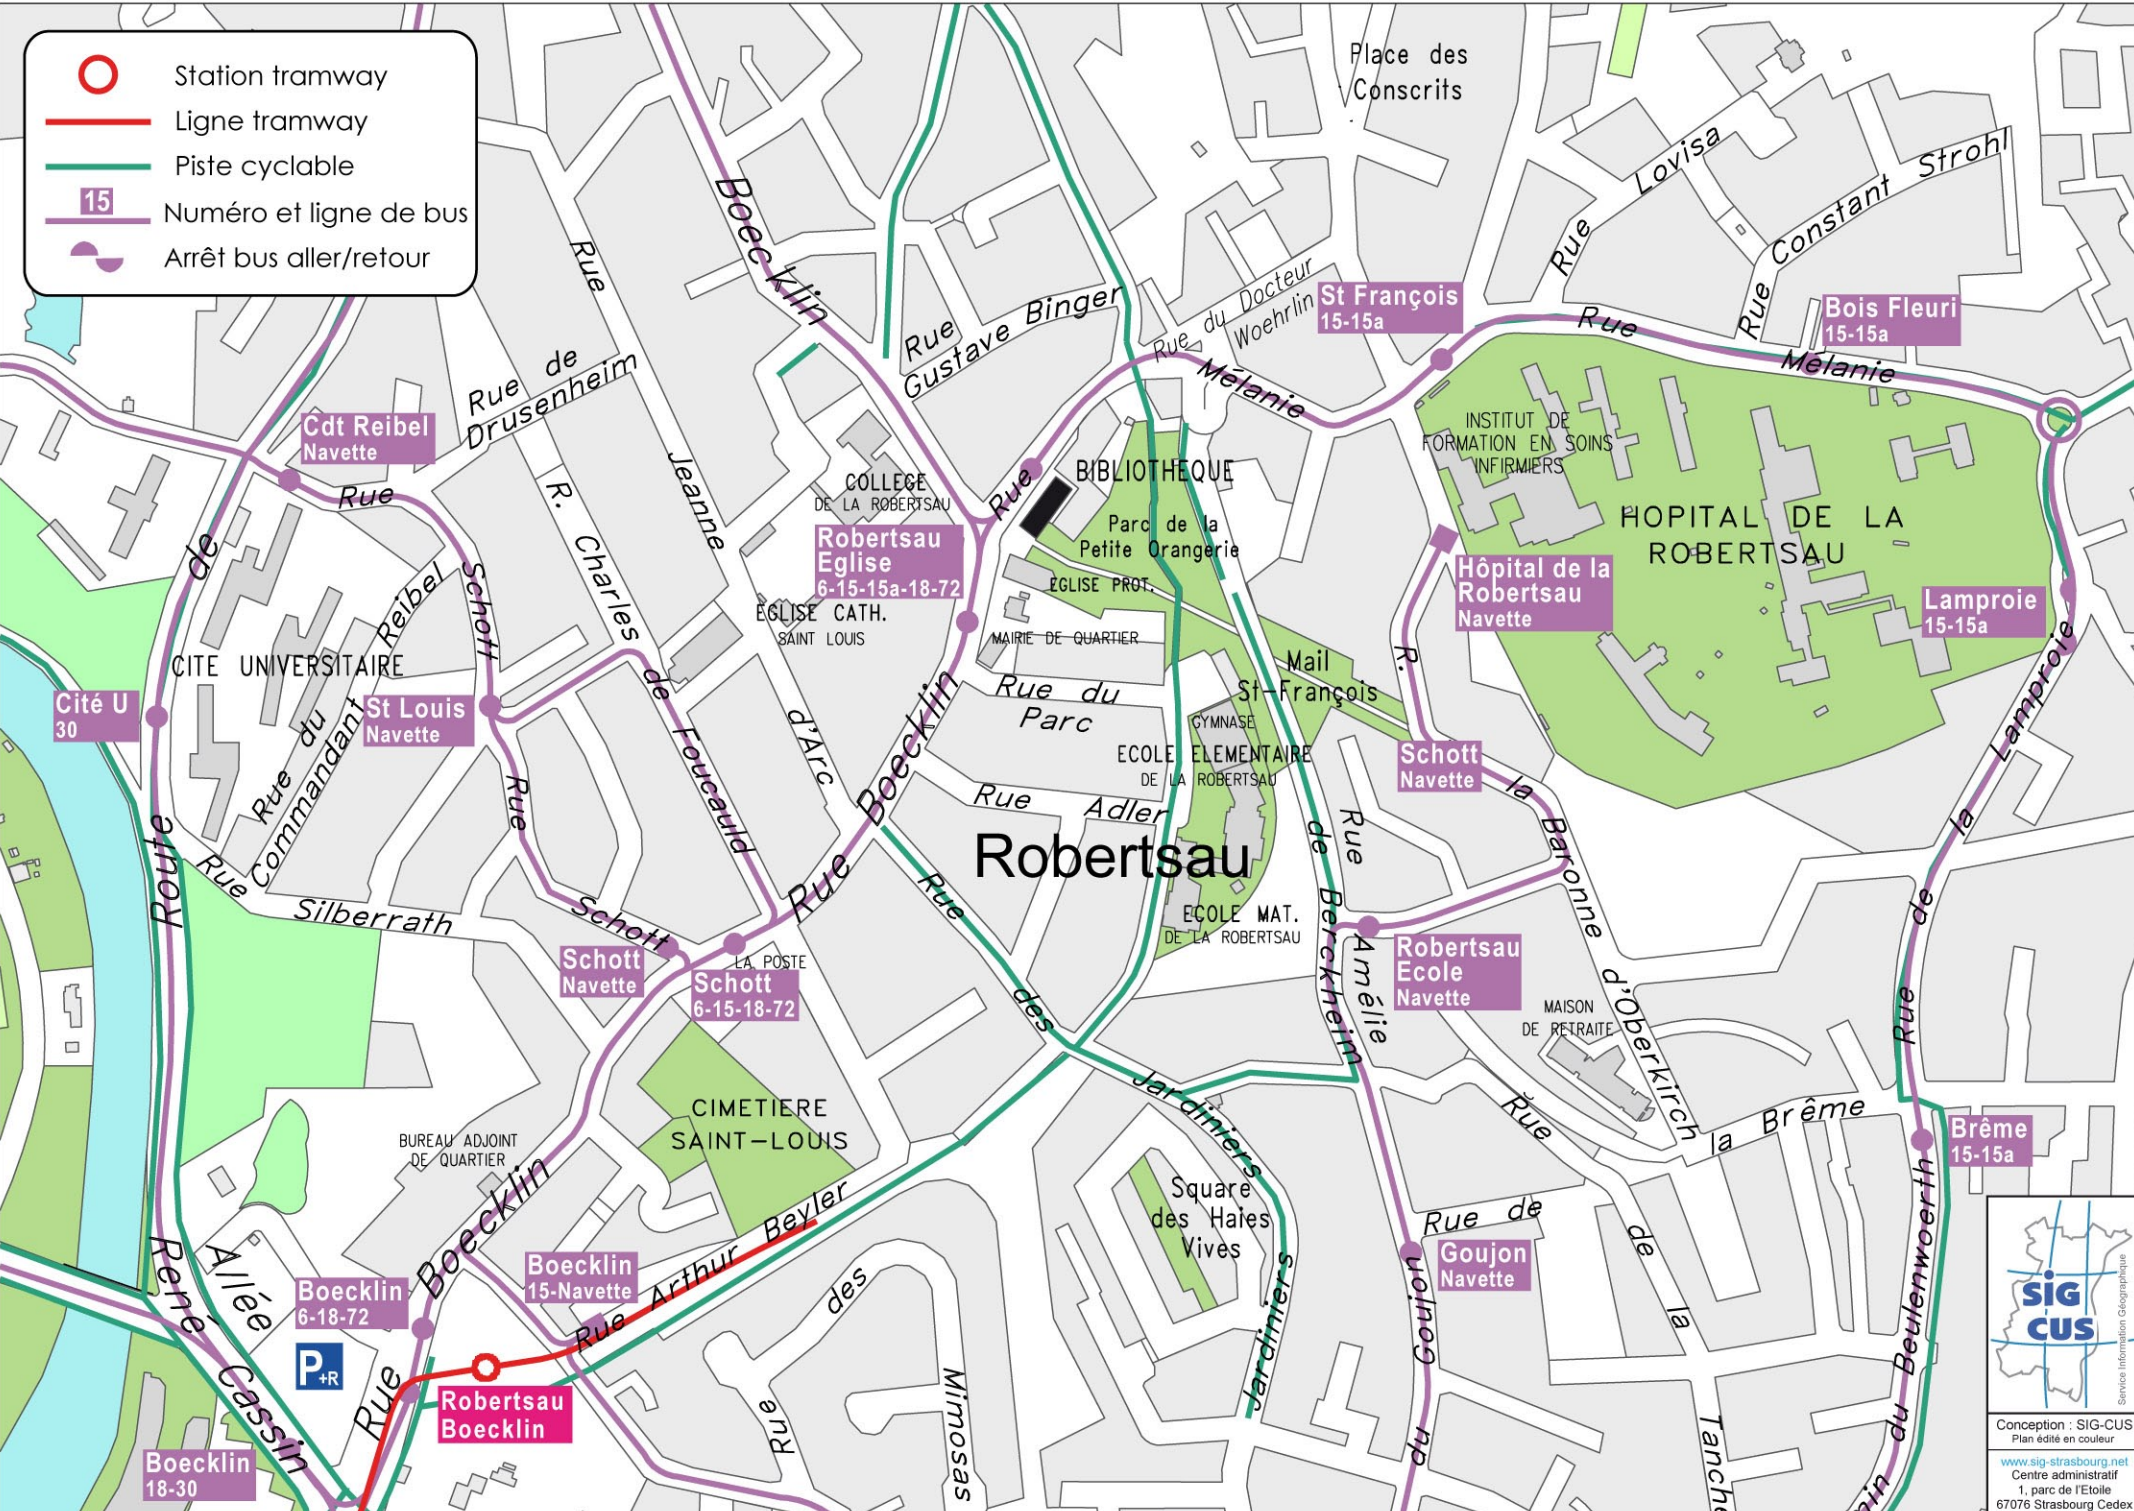 Station tramway
Ligne tramway
Piste cyclable
15
Numéro et ligne de bus
Arrêt bus aller/retour
Place des
Conscrits
Rue Lovisa
Rue Constant Strohl
Boecklin
Rue
Jeanne
d'Arc
Rue
Gustave Binger
Rue du Docteur
Woehrlin
St François
15-15a
Bois Fleuri
15-15a
Rue
Mélanie
Rue
Mélanie
Rue de
Drusenheim
Cdt Reibel
Navette
Rue
Schott
R. Charles
de Foucauld
COLLEGE
DE LA ROBERTSAU
BIBLIOTHEQUE
Parc de la
Petite Orangerie
INSTITUT DE
FORMATION EN SOINS
INFIRMIERS
HOPITAL DE LA
ROBERTSAU
Robertsau
Eglise
6-15-15a-18-72
EGLISE PROT.
EGLISE CATH.
SAINT LOUIS
MAIRIE DE QUARTIER
Hôpital de la
Robertsau
Navette
Lamproie
15-15a
CITE UNIVERSITAIRE
Rue du
Commandant Reibel
Cité U
30
St Louis
Navette
Rue du
Parc
Mail
St-François
GYMNASE
ECOLE ELEMENTAIRE
DE LA ROBERTSAU
Schott
Navette
R.
la
Baronne
d'Oberkirch
Rue
Schott
Boecklin
Rue Adler
Robertsau
Rue
Amélie
de
Berckheim
Rue de la Lamproie
Route de
Rue
Silberrath
Rue
Schott
Navette
LA POSTE
Schott
6-15-18-72
ECOLE MAT.
DE LA ROBERTSAU
Robertsau
Ecole
Navette
MAISON
DE RETRAITE
Rue
des
Jardiniers
Jardiniers
CIMETIERE
SAINT-LOUIS
BUREAU ADJOINT
DE QUARTIER
Rue
de
la
Tanche
la Brême
Brême
15-15a
Square
des Haies
Vives
Rue de
Goujon
Navette
Goujon
du
René
Cassin
Allée
Boecklin
Rue
Boecklin
6-18-72
Boecklin
15-Navette
Rue Arthur Beyler
P+R
Robertsau
Boecklin
Boecklin
18-30
Rue
des
Mimosas
du Beulenwoerth
SIG
CUS
Service Information Géographique
Conception : SIG-CUS
Plan édité en couleur
www.sig-strasbourg.net
Centre administratif
1, parc de l'Etoile
67076 Strasbourg Cedex